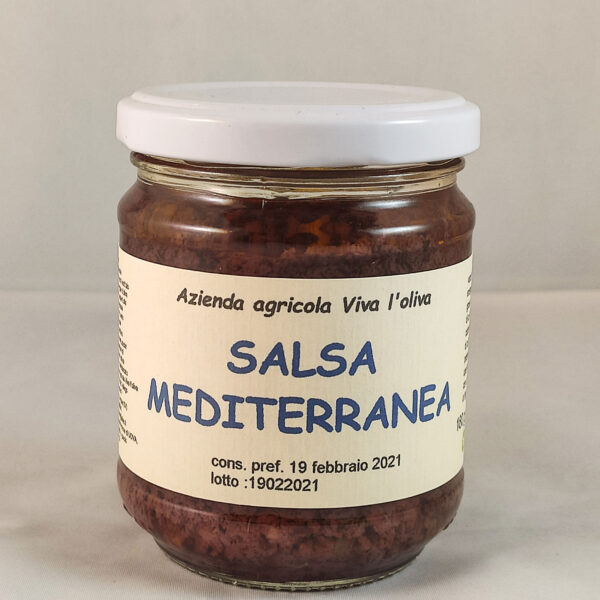 Azienda agricola Viva l'oliva
SALSA
MEDITERRANEA
cons. pref. 19 febbraio 2021
lotto :19022021